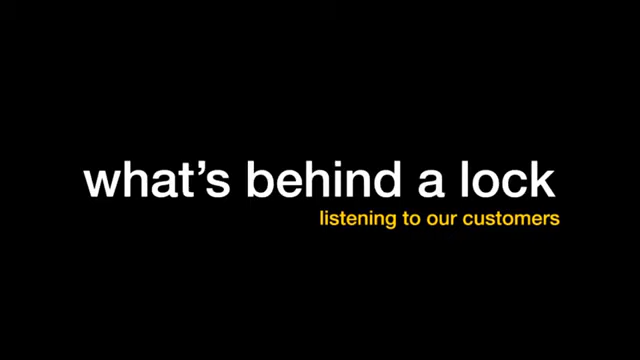 what’s behind a lock
listening to our customers